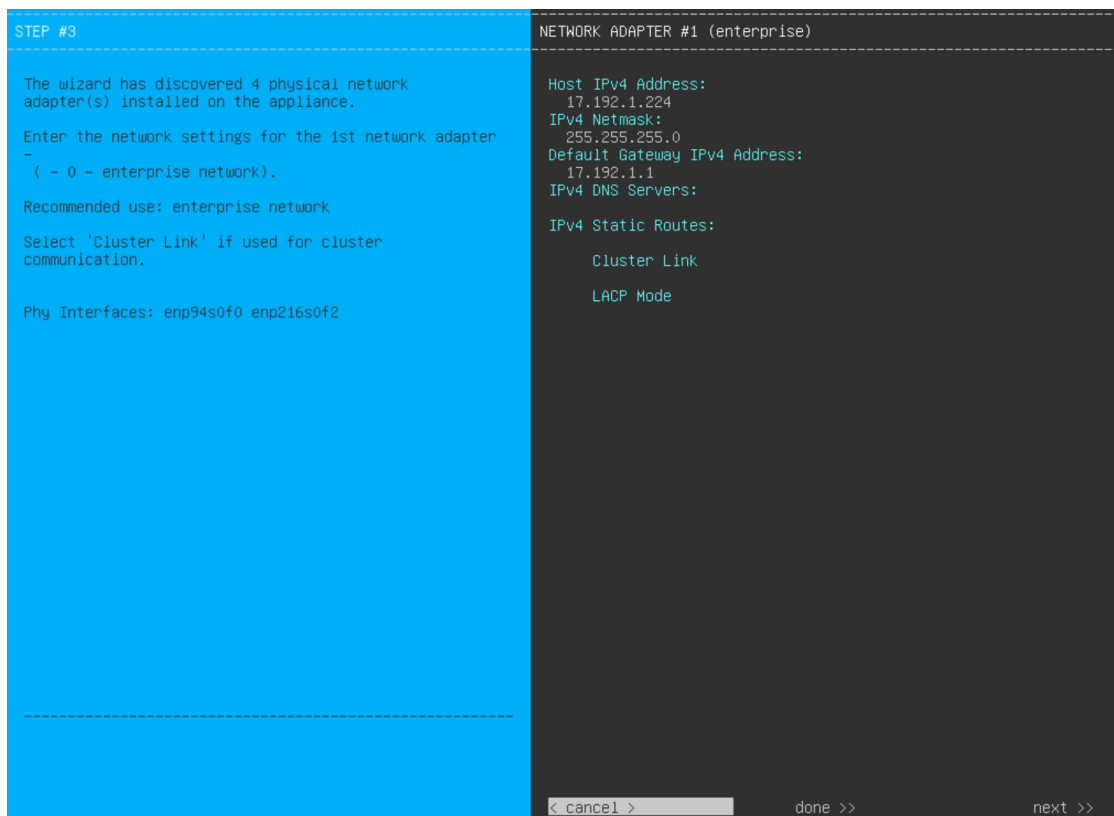 STEP #3
The wizard has discovered 4 physical network
adapter(s) installed on the appliance.
Enter the network settings for the 1st network adapter
-
( - 0 - enterprise network).
Recommended use: enterprise network
Select 'Cluster Link' if used for cluster
communication.
Phy Interfaces: enp94s0f0 enp216s0f2
NETWORK ADAPTER #1 (enterprise)
Host IPv4 Address:
17.192.1.224
IPv4 Netmask:
255.255.255.0
Default Gateway IPv4 Address:
17.192.1.1
IPv4 DNS Servers:
IPv4 Static Routes:
Cluster Link
LACP Mode
< cancel > done >> next >>